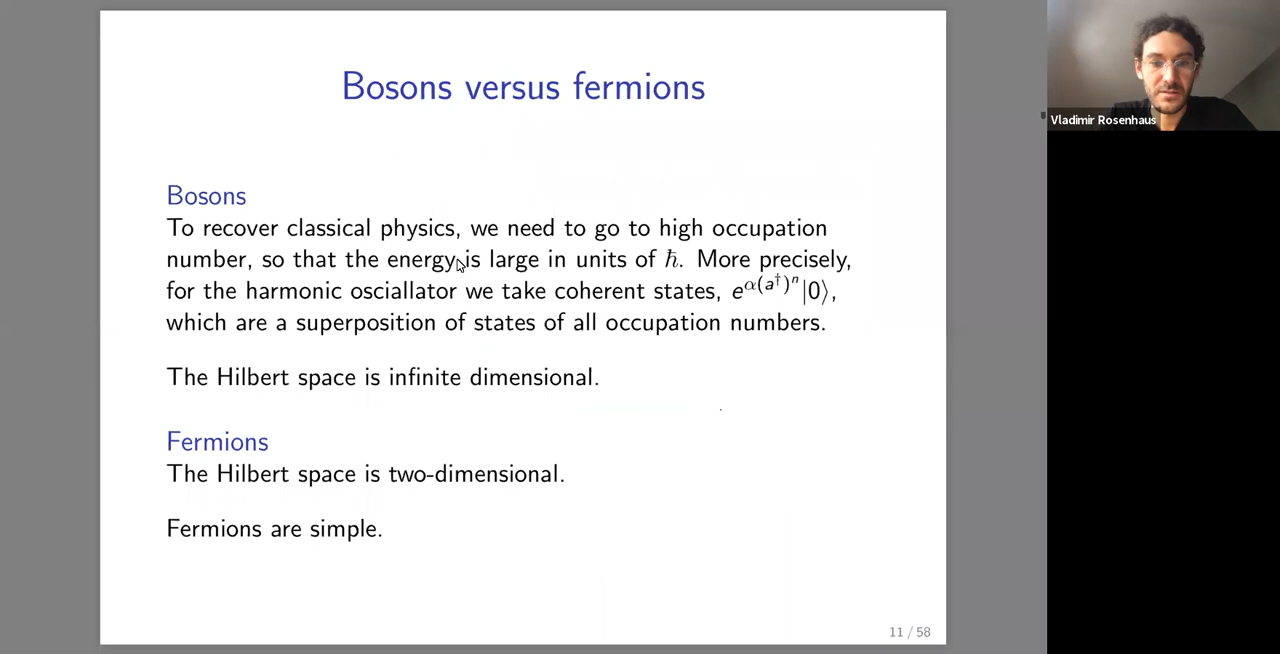 Bosons versus fermions
Vladimir Rosenhaus
Bosons
To recover classical physics, we need to go to high occupation
number, so that the energy is large in units of ℏ. More precisely,
for the harmonic osciallator we take coherent states, e^{α(a†)^n}|0⟩,
which are a superposition of states of all occupation numbers.
The Hilbert space is infinite dimensional.
Fermions
The Hilbert space is two-dimensional.
Fermions are simple.
11 / 58